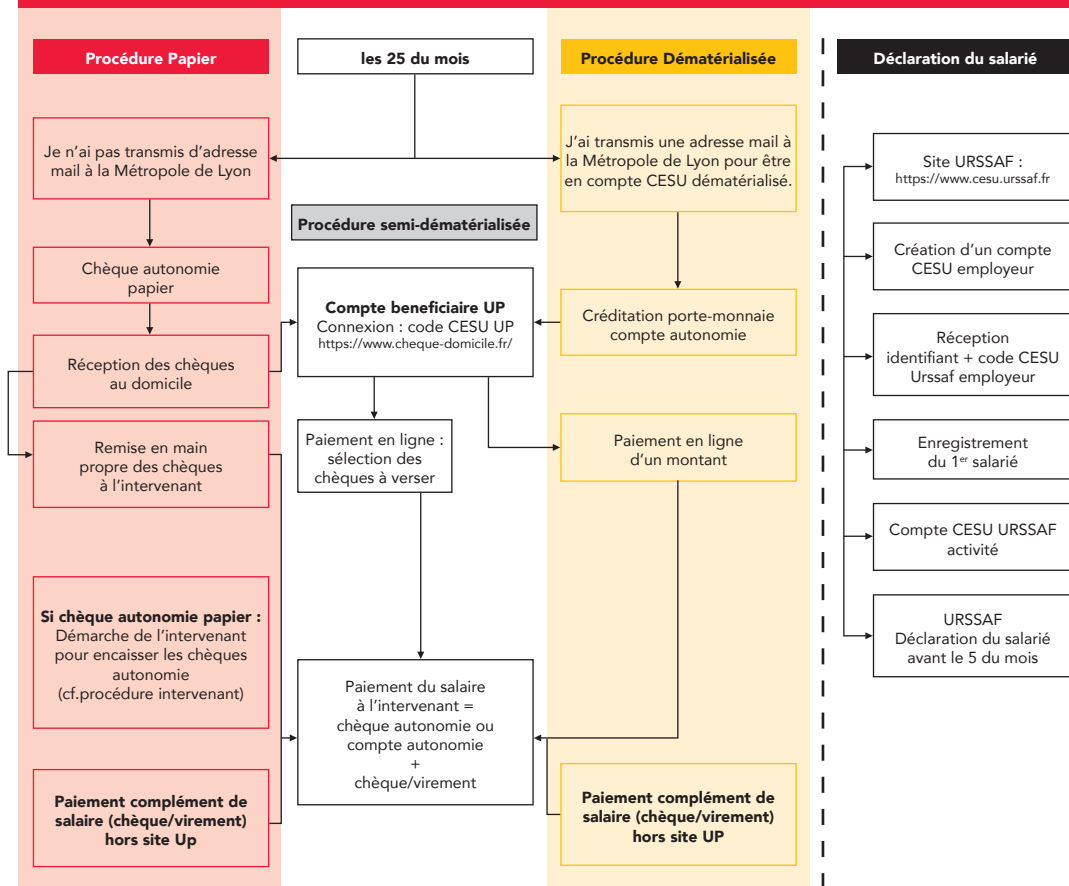 Procédure Papier
Je n'ai pas transmis d'adresse
mail à la Métropole de Lyon
Chèque autonomie
papier
Réception des chèques
au domicile
Remise en main
propre des chèques
à l'intervenant
Si chèque autonomie papier :
Démarche de l'intervenant
pour encaisser les chèques
autonomie
(cf.procédure intervenant)
Paiement complément de
salaire (chèque/virement)
hors site Up
les 25 du mois
Procédure semi-dématérialisée
Compte beneficiaire UP
Connexion : code CESU UP
https://www.cheque-domicile.fr/
Paiement en ligne :
sélection des
chèques à verser
Paiement du salaire
à l'intervenant =
chèque autonomie ou
compte autonomie
+
chèque/virement
Procédure Dématérialisée
J'ai transmis une adresse mail à
la Métropole de Lyon pour être
en compte CESU dématérialisé.
Créditation porte-monnaie
compte autonomie
Paiement en ligne
d'un montant
Paiement complément de
salaire (chèque/virement)
hors site UP
Déclaration du salarié
Site URSSAF :
https://www.cesu.urssaf.fr
Création d'un compte
CESU employeur
Réception
identifiant + code CESU
Urssaf employeur
Enregistrement
du 1er salarié
Compte CESU URSSAF
activité
URSSAF
Déclaration du salarié
avant le 5 du mois